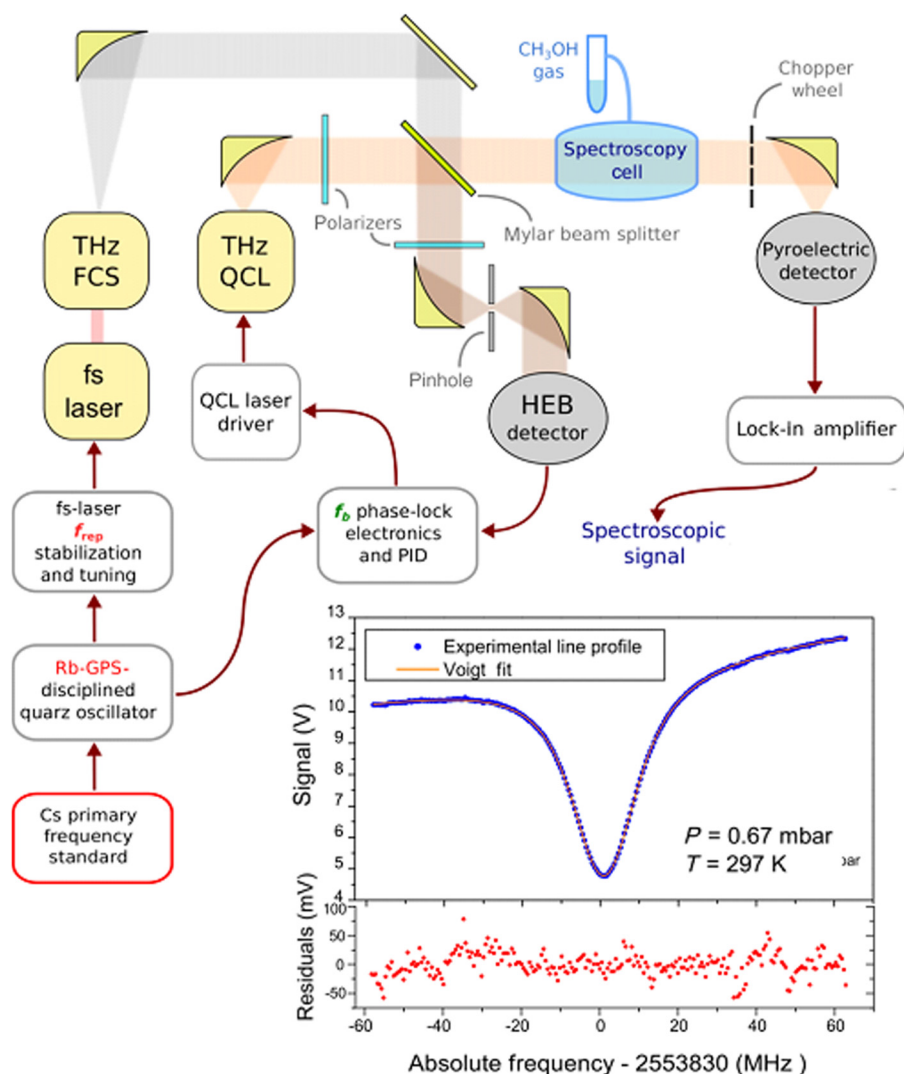 CH₃OH
gas
Chopper
wheel
Spectroscopy
cell
Polarizers
Mylar beam splitter
THz
FCS
THz
QCL
Pyroelectric
detector
Pinhole
fs
laser
QCL laser
driver
HEB
detector
Lock-In amplifier
fs-laser
f_rep
stabilization
and tuning
f_b phase-lock
electronics
and PID
Spectroscopic
signal
Rb-GPS-
disciplined
quarz oscillator
Cs primary
frequency
standard
13
12
11
10
9
8
7
6
5
4
Signal (V)
Experimental line profile
Voigt fit
P = 0.67 mbar
T = 297 K
bar
100
50
0
-50
Residuals (mV)
-60 -40 -20 0 20 40 60
Absolute frequency - 2553830 (MHz )